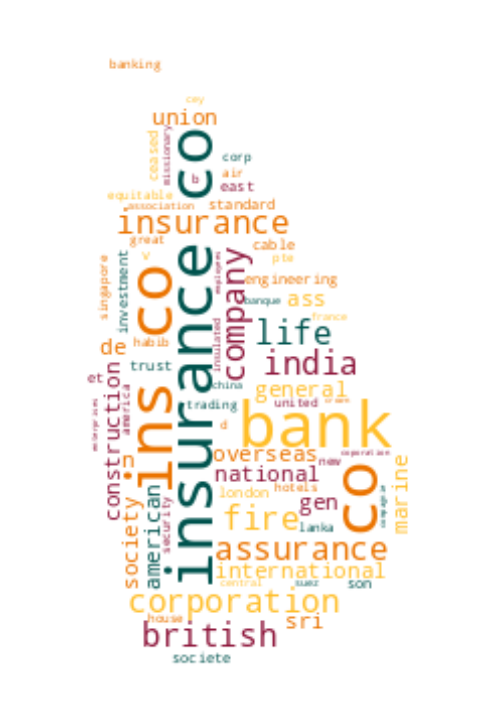 banking
cey
union
ceased
missionary
insurance co
corp
air
b
east
equitable
association
standard
insurance
great
cable
v
pte
singapore
investment
company
employees
engineering
ins co
banque
ass
france
life
de
habib
insulated
india
trust
et
china
general
construction
america
trading
united
bank
d
enterprises
overseas
coporation
in
new
national
co
marine
society
american
security
london
hotels
gen
fire
lanka
assurance
international
central
suez
son
corporation
house
sri
british
societe